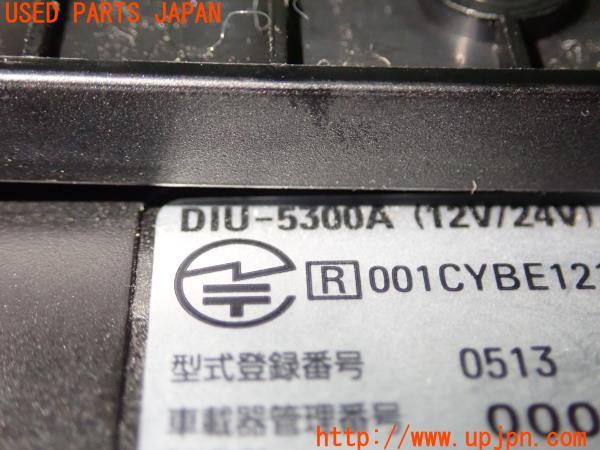 USED PARTS JAPAN
DIU-5300A (12V/24V)
R 001CYBE121
型式登録番号 0513
車載器管理番号 000
http://www.upjpn.com